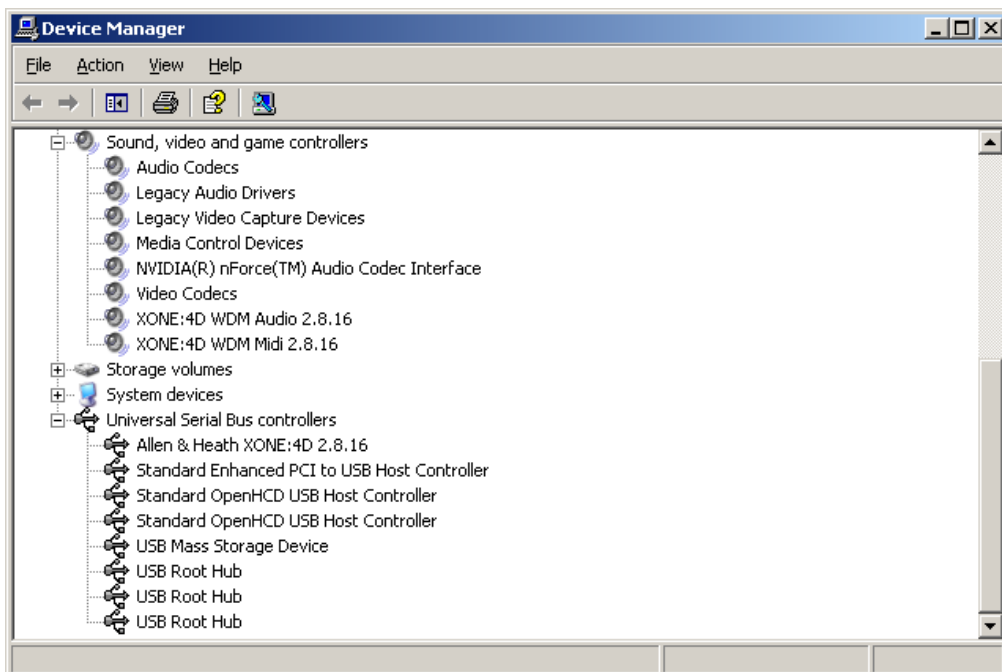 Device Manager
File Action View Help
Sound, video and game controllers
Audio Codecs
Legacy Audio Drivers
Legacy Video Capture Devices
Media Control Devices
NVIDIA(R) nForce(TM) Audio Codec Interface
Video Codecs
XONE:4D WDM Audio 2.8.16
XONE:4D WDM Midi 2.8.16
Storage volumes
System devices
Universal Serial Bus controllers
Allen & Heath XONE:4D 2.8.16
Standard Enhanced PCI to USB Host Controller
Standard OpenHCD USB Host Controller
Standard OpenHCD USB Host Controller
USB Mass Storage Device
USB Root Hub
USB Root Hub
USB Root Hub